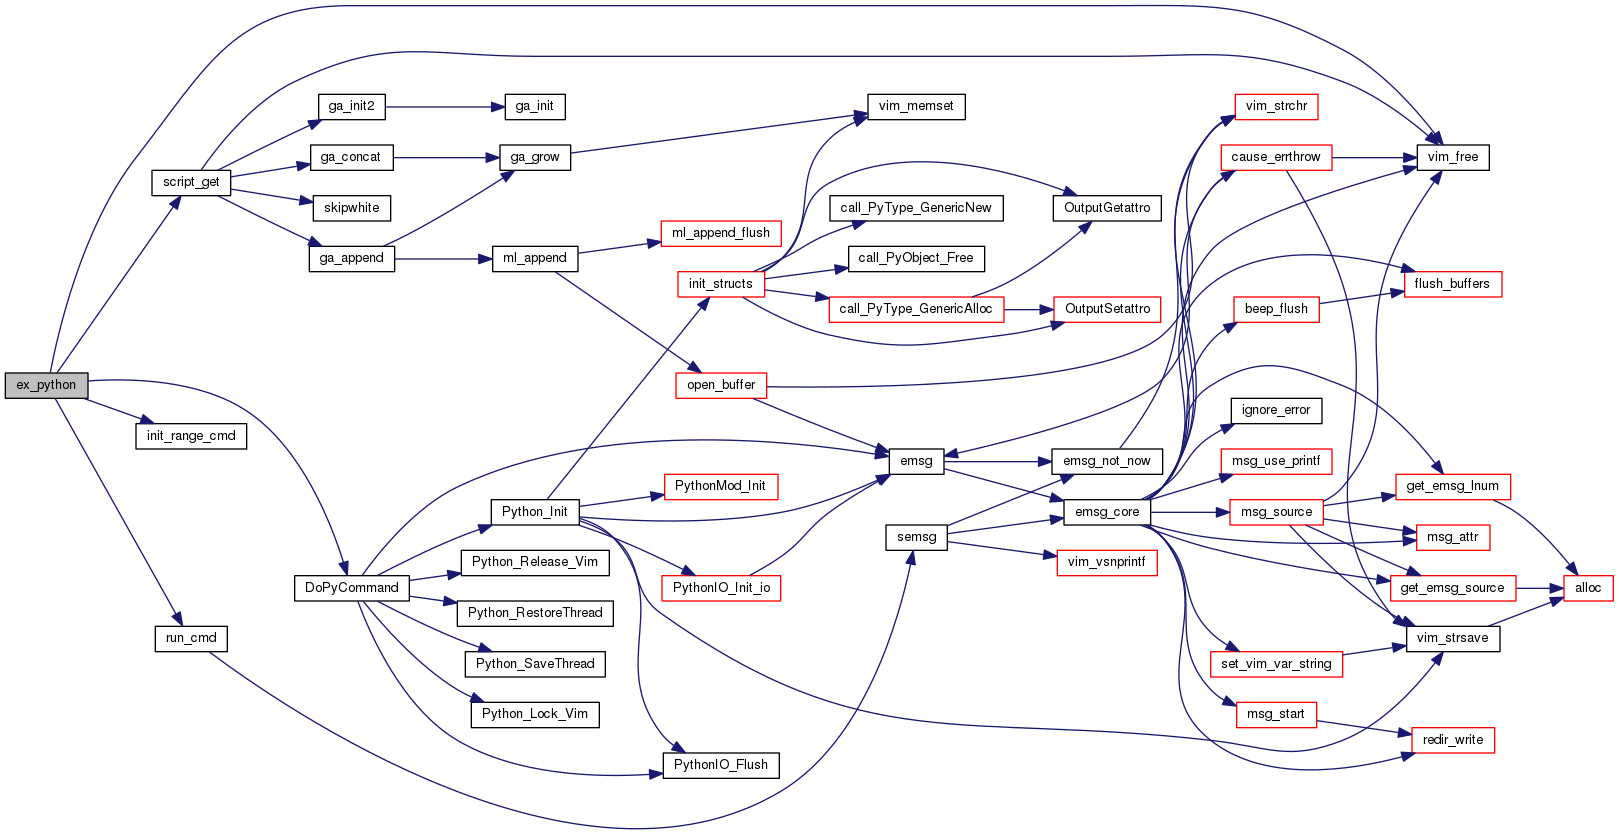 ex_python
script_get
init_range_cmd
run_cmd
ga_init2
ga_concat
skipwhite
ga_append
DoPyCommand
ga_init
ga_grow
ml_append
Python_Init
Python_Release_Vim
Python_RestoreThread
Python_SaveThread
Python_Lock_Vim
ml_append_flush
init_structs
open_buffer
PythonMod_Init
PythonIO_Init_io
PythonIO_Flush
vim_memset
call_PyType_GenericNew
call_PyObject_Free
call_PyType_GenericAlloc
emsg
semsg
OutputGetattro
OutputSetattro
emsg_not_now
emsg_core
vim_vsnprintf
vim_strchr
cause_errthrow
beep_flush
ignore_error
msg_use_printf
msg_source
set_vim_var_string
msg_start
vim_free
flush_buffers
get_emsg_lnum
msg_attr
get_emsg_source
vim_strsave
redir_write
alloc